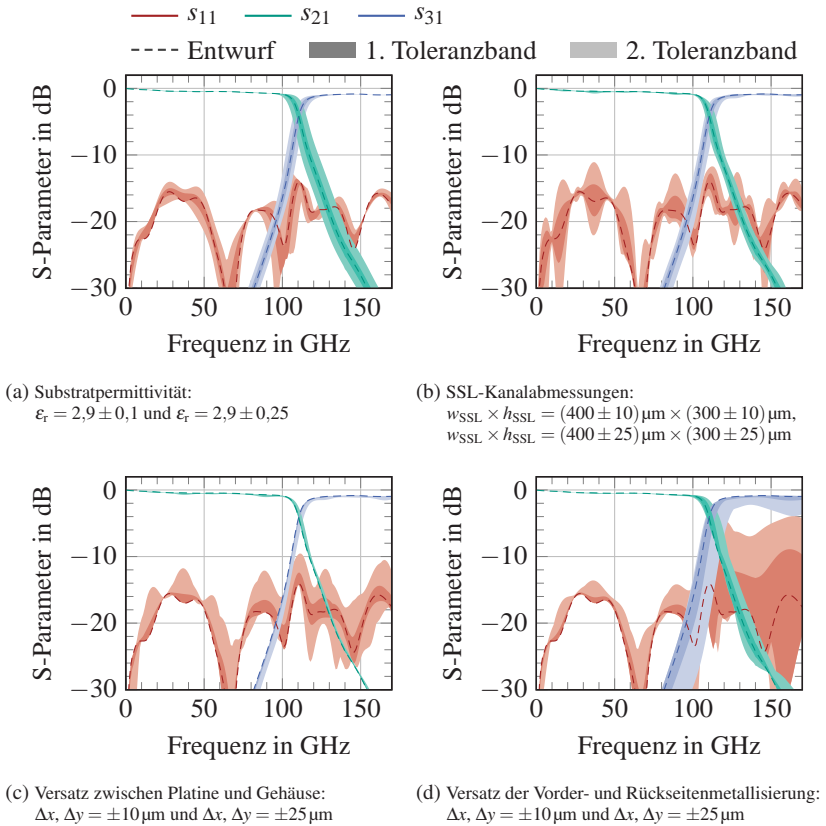 s₁₁ s₂₁ s₃₁
Entwurf 1. Toleranzband 2. Toleranzband
S-Parameter in dB
0
−10
−20
−30
0 50 100 150
Frequenz in GHz
S-Parameter in dB
0
−10
−20
−30
0 50 100 150
Frequenz in GHz
(a) Substratpermittivität:
εᵣ = 2,9 ± 0,1 und εᵣ = 2,9 ± 0,25
(b) SSL-Kanalabmessungen:
w_SSL × h_SSL = (400 ± 10) µm × (300 ± 10) µm,
w_SSL × h_SSL = (400 ± 25) µm × (300 ± 25) µm
S-Parameter in dB
0
−10
−20
−30
0 50 100 150
Frequenz in GHz
S-Parameter in dB
0
−10
−20
−30
0 50 100 150
Frequenz in GHz
(c) Versatz zwischen Platine und Gehäuse:
Δx, Δy = ±10 µm und Δx, Δy = ±25 µm
(d) Versatz der Vorder- und Rückseitenmetallisierung:
Δx, Δy = ±10 µm und Δx, Δy = ±25 µm